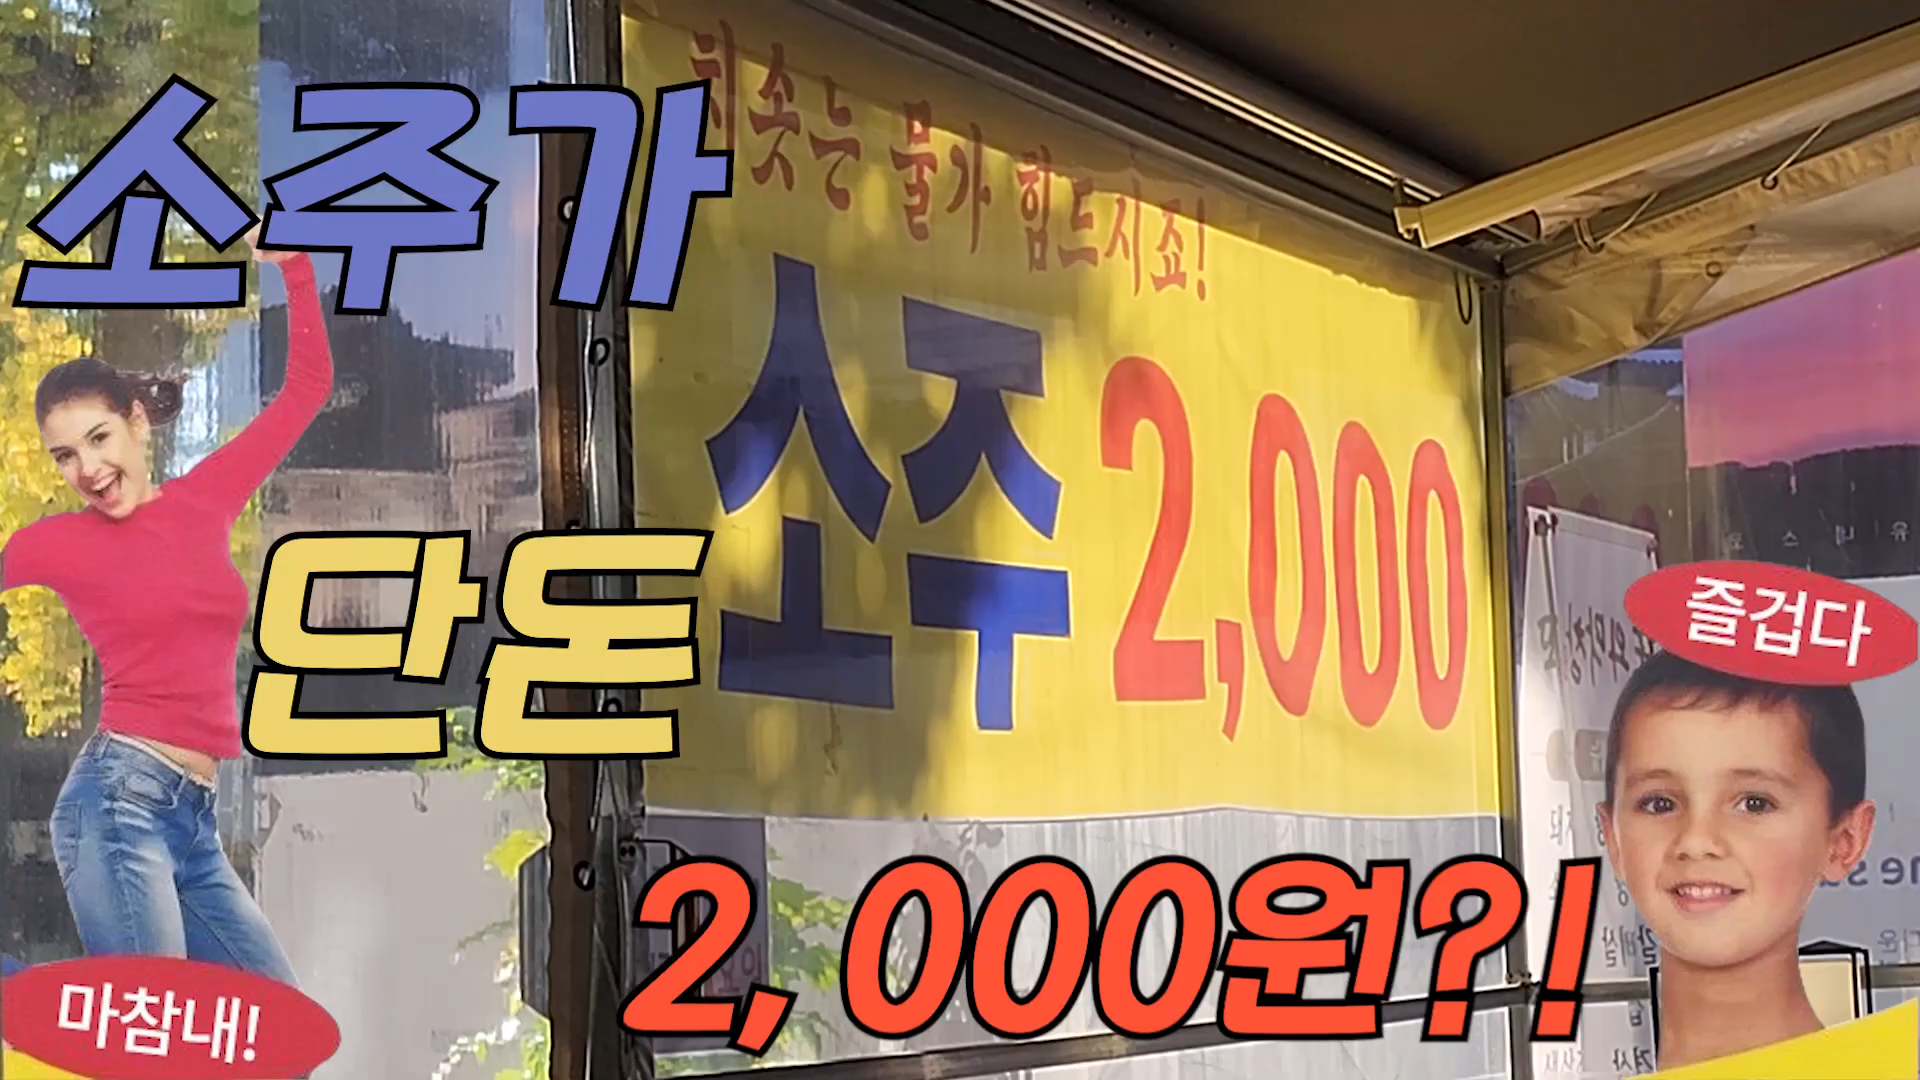 소주가
치솟는 물가 힘드시죠!
소주 2,000
단돈
즐겁다
2,000원?!
마참내!